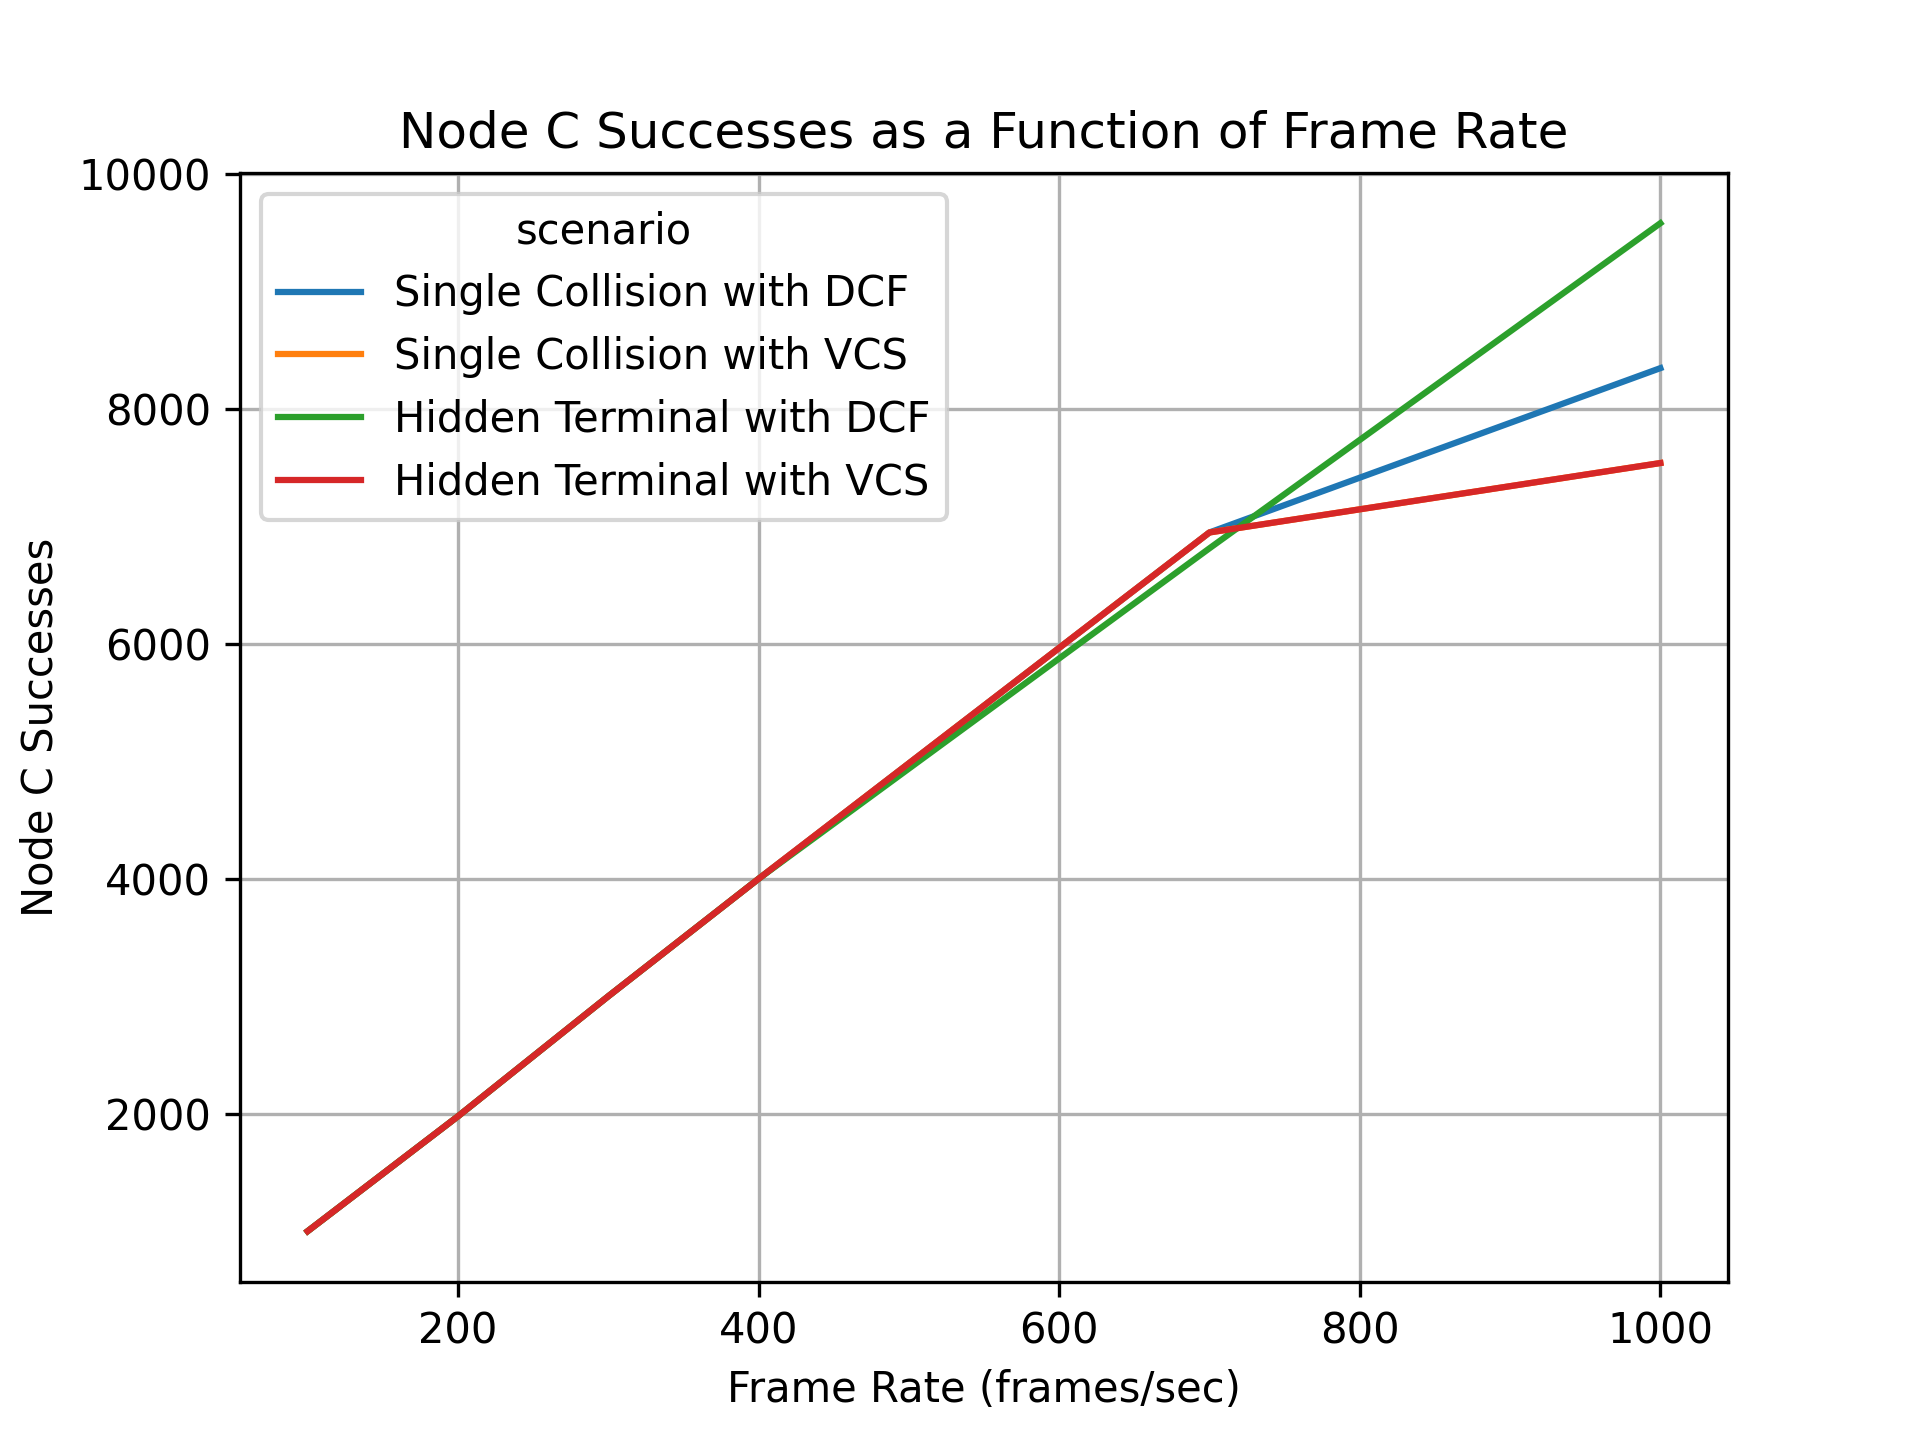 Node C Successes as a Function of Frame Rate
10000
8000
6000
4000
2000
Node C Successes
scenario
Single Collision with DCF
Single Collision with VCS
Hidden Terminal with DCF
Hidden Terminal with VCS
200 400 600 800 1000
Frame Rate (frames/sec)